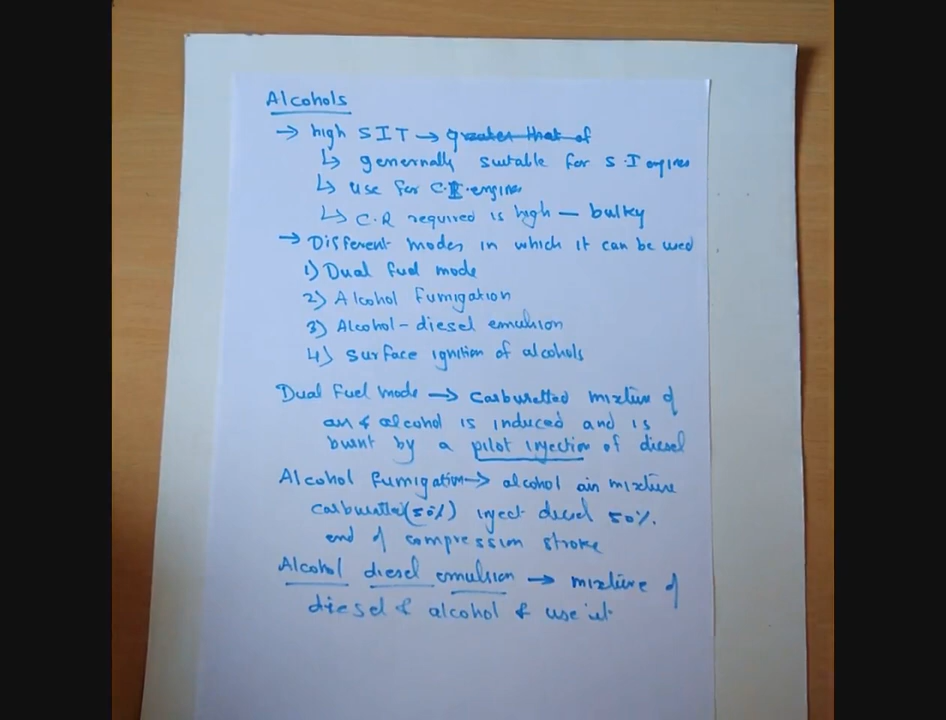 Alcohols
→ high SIT → greater that of
↳ genernally suitable for S.I engines
↳ use for C.I. engines
↳ C.R required is high – bulky
→ Different modes in which it can be used
1) Dual fuel mode
2) Alcohol Fumigation
3) Alcohol-diesel emulsion
4) Surface ignition of alcohols
Dual Fuel mode → carburetted mixture of
air & alcohol is induced and is
burnt by a pilot injection of diesel
Alcohol fumigation → alcohol air mixture
(50%) inject diesel 50%.
end of compression stroke
Alcohol diesel emulsion → mixture of
diesel & alcohol & use it